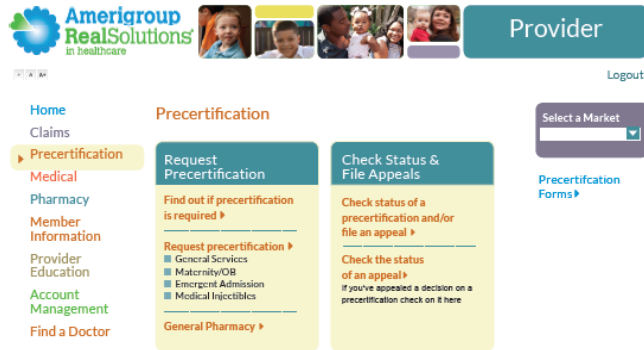 Amerigroup
RealSolutions
in healthcare
Provider
- A A+
Logout
Home
Claims
Precertification
Medical
Pharmacy
Member
Information
Provider
Education
Account
Management
Find a Doctor
Precertification
Request
Precertification
Find out if precertification
is required
Request precertification
General Services
Maternity/OB
Emergent Admission
Medical Injectibles
General Pharmacy
Check Status &
File Appeals
Check status of a
precertification and/or
file an appeal
Check the status
of an appeal
If you've appealed a decision on a
precertification check on it here
Select a Market
Precertifcation
Forms